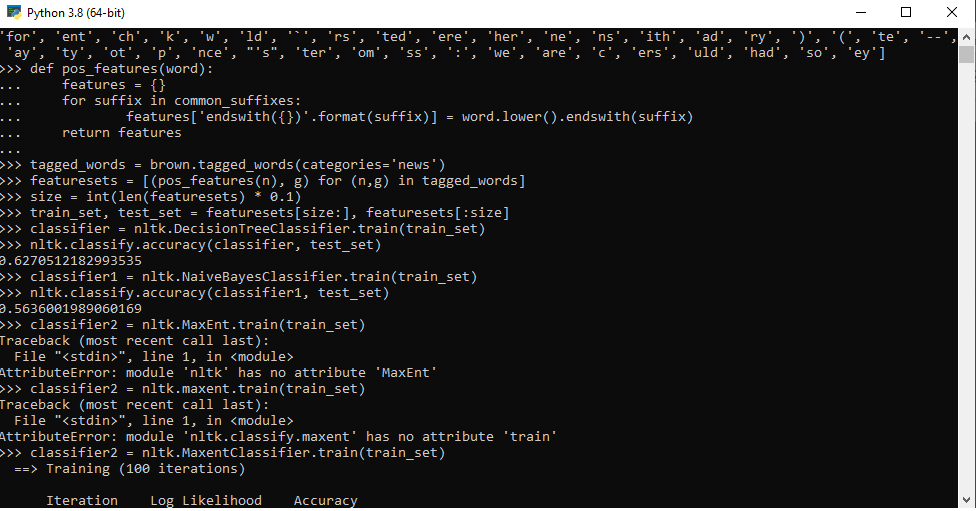 Python 3.8 (64-bit)
'for', 'ent', 'ch', 'k', 'w', 'ld', '`', 'rs', 'ted', 'ere', 'her', 'ne', 'ns', 'ith', 'ad', 'ry', ')', '(', 'te', '--',
'ay', 'ty', 'ot', 'p', 'nce', "'s", 'ter', 'om', 'ss', ':', 'we', 'are', 'c', 'ers', 'uld', 'had', 'so', 'ey']
>>> def pos_features(word):
...     features = {}
...     for suffix in common_suffixes:
...             features['endswith({})'.format(suffix)] = word.lower().endswith(suffix)
...     return features
...
>>> tagged_words = brown.tagged_words(categories='news')
>>> featuresets = [(pos_features(n), g) for (n,g) in tagged_words]
>>> size = int(len(featuresets) * 0.1)
>>> train_set, test_set = featuresets[size:], featuresets[:size]
>>> classifier = nltk.DecisionTreeClassifier.train(train_set)
>>> nltk.classify.accuracy(classifier, test_set)
0.6270512182993535
>>> classifier1 = nltk.NaiveBayesClassifier.train(train_set)
>>> nltk.classify.accuracy(classifier1, test_set)
0.5636001989060169
>>> classifier2 = nltk.MaxEnt.train(train_set)
Traceback (most recent call last):
  File "<stdin>", line 1, in <module>
AttributeError: module 'nltk' has no attribute 'MaxEnt'
>>> classifier2 = nltk.maxent.train(train_set)
Traceback (most recent call last):
  File "<stdin>", line 1, in <module>
AttributeError: module 'nltk.classify.maxent' has no attribute 'train'
>>> classifier2 = nltk.MaxentClassifier.train(train_set)
  ==> Training (100 iterations)
      Iteration    Log Likelihood    Accuracy